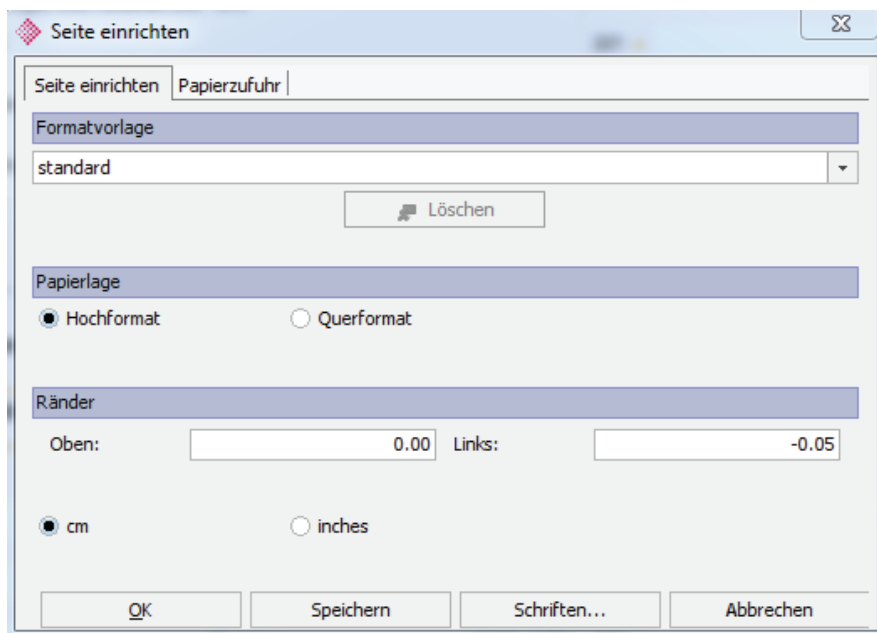 Seite einrichten
Seite einrichten Papierzufuhr
Formatvorlage
standard
Löschen
Papierlage
Hochformat Querformat
Ränder
Oben: 0.00 Links: -0.05
cm inches
OK Speichern Schriften... Abbrechen